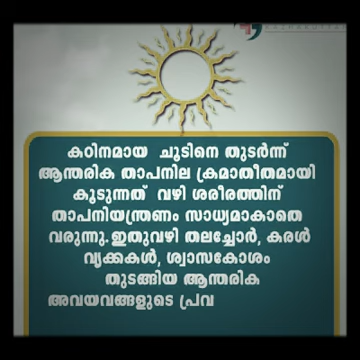 കഠിനമായ ചൂടിനെ തുടർന്ന്
ആന്തരിക താപനില ക്രമാതീതമായി
കൂടുന്നത് വഴി ശരീരത്തിന്
താപനിയന്ത്രണം സാധ്യമാകാതെ
വരുന്നു.ഇതുവഴി തലച്ചോർ, കരൾ
വൃക്കകൾ, ശ്വാസകോശം
തുടങ്ങിയ ആന്തരിക
അവയവങ്ങളുടെ പ്രവ